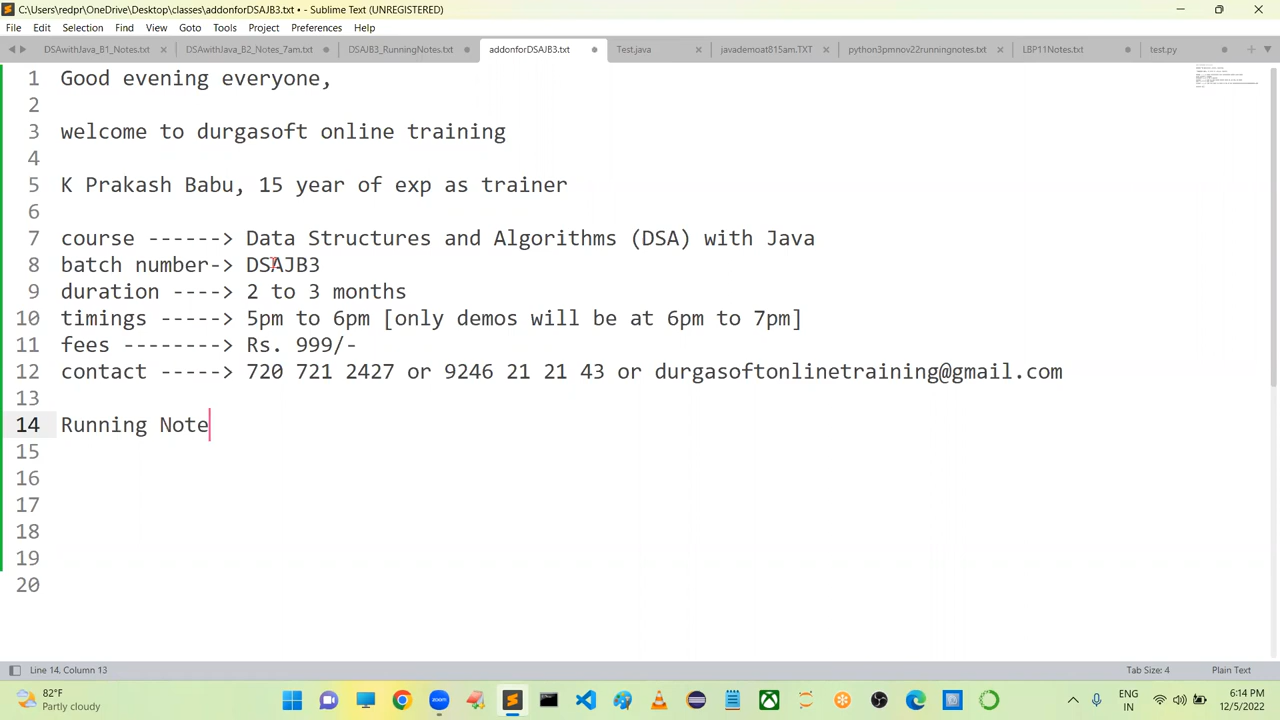 C:\Users\redpr\OneDrive\Desktop\classes\addonforDSAJB3.txt • - Sublime Text (UNREGISTERED)
File Edit Selection Find View Goto Tools Project Preferences Help
DSAwithJava_B1_Notes.txt DSAwithJava_B2_Notes_7am.txt DSAJB3_RunningNotes.txt addonforDSAJB3.txt Test.java javademoat815am.TXT python3pmnov22runningnotes.txt LBP11Notes.txt test.py
1 Good evening everyone,
2
3 welcome to durgasoft online training
4
5 K Prakash Babu, 15 year of exp as trainer
6
7 course ------> Data Structures and Algorithms (DSA) with Java
8 batch number-> DSAJB3
9 duration ----> 2 to 3 months
10 timings -----> 5pm to 6pm [only demos will be at 6pm to 7pm]
11 fees --------> Rs. 999/-
12 contact -----> 720 721 2427 or 9246 21 21 43 or durgasoftonlinetraining@gmail.com
13
14 Running Note
15
16
17
18
19
20
Line 14, Column 13 Tab Size: 4 Plain Text
82°F
Partly cloudy
zoom
ENG
IN
6:14 PM
12/5/2022